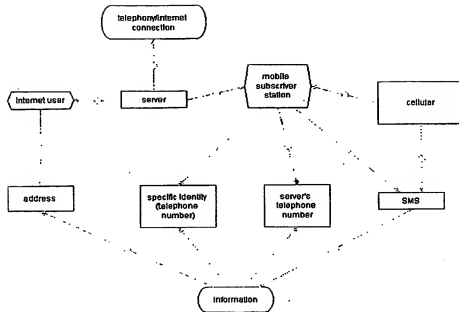 telephony/internet
connection
mobile
subscriver
station
internet user
server
cellular
address
specific identity
(telephone
number)
server's
telephone
number
SMS
information